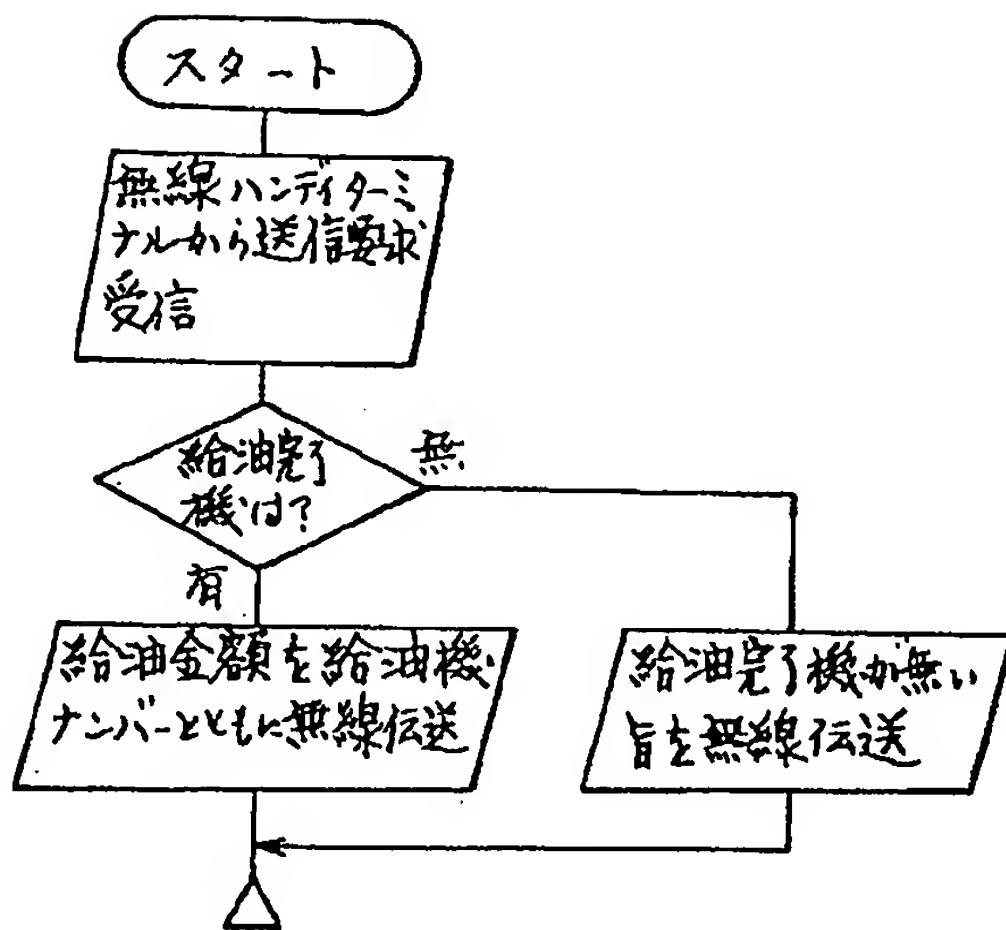 スタート
無線ハンディターミ
ナルから送信要求
受信
給油完了
機は?
無
有
給油金額を給油機
ナンバーとともに無線伝送
給油完了機が無い
旨を無線伝送